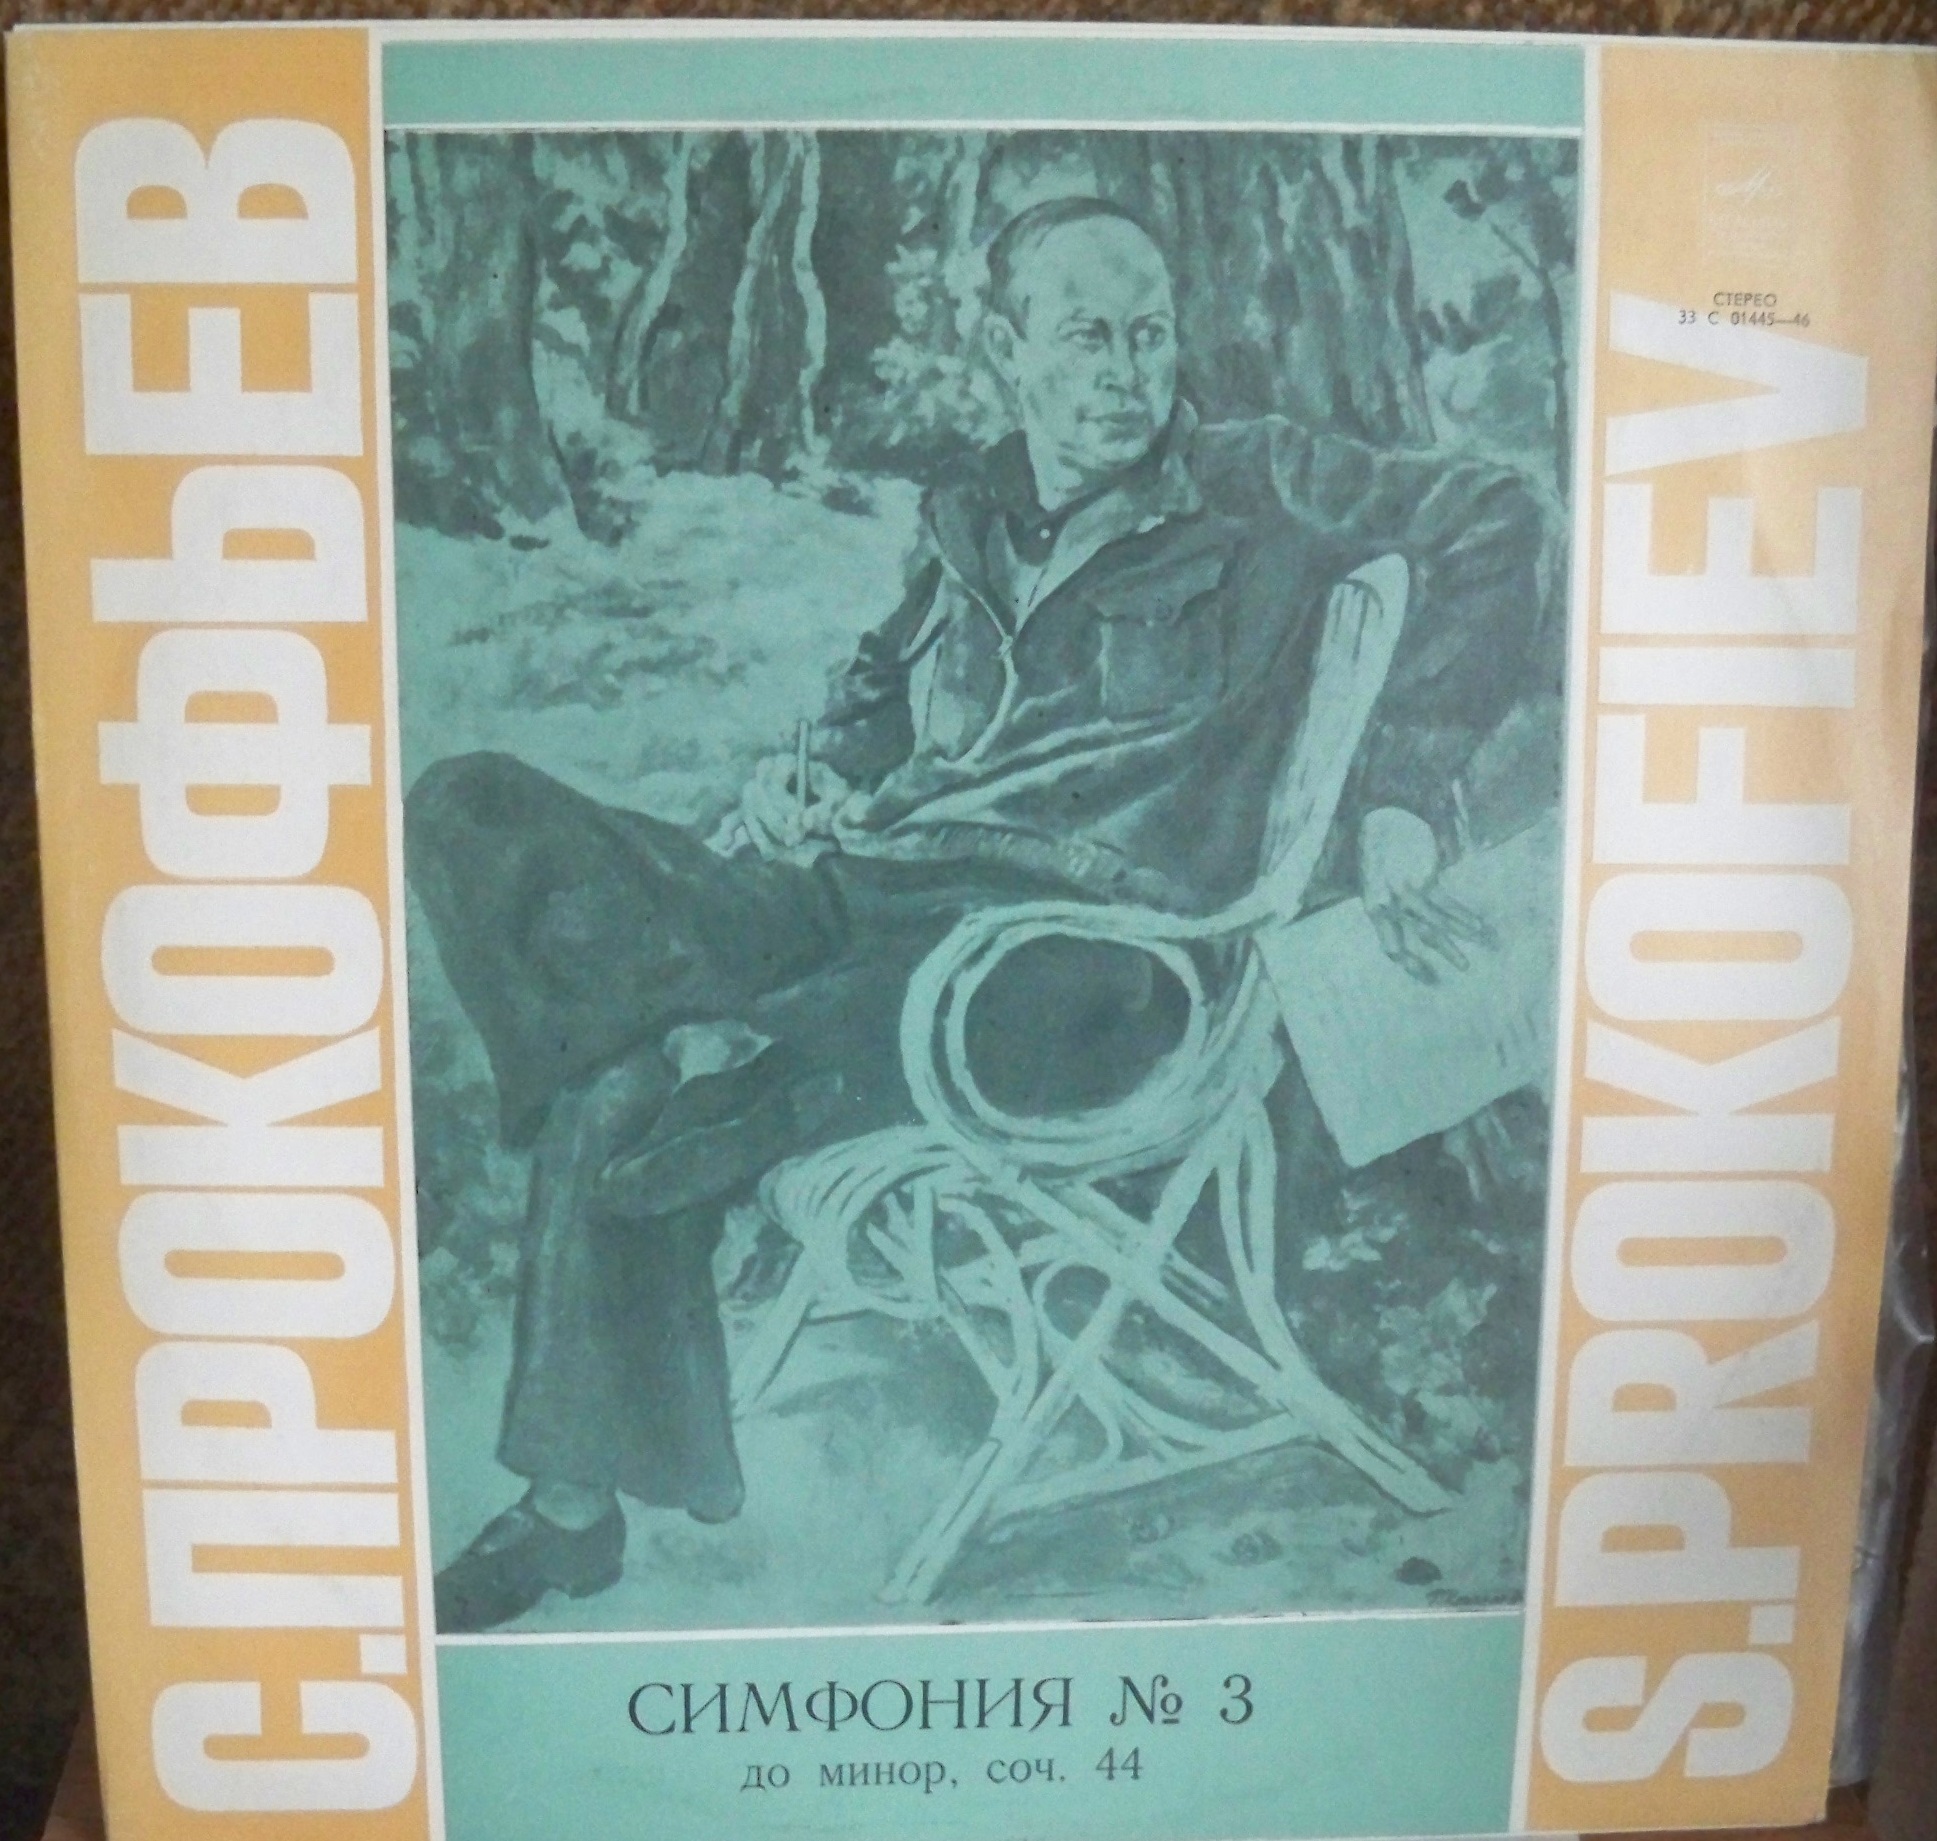 С.ПРОКОФЬЕВ
СТЕРЕО
33 С 01445—46
S.PROKOFIEV
СИМФОНИЯ № 3
до минор, соч. 44